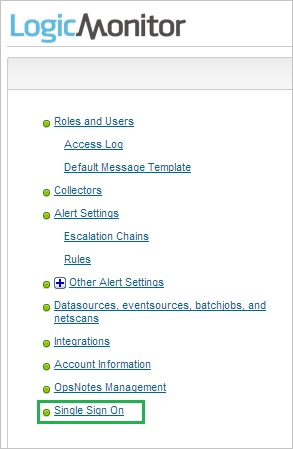 LogicMonitor
Roles and Users
Access Log
Default Message Template
Collectors
Alert Settings
Escalation Chains
Rules
Other Alert Settings
Datasources, eventsources, batchjobs, and
netscans
Integrations
Account Information
OpsNotes Management
Single Sign On